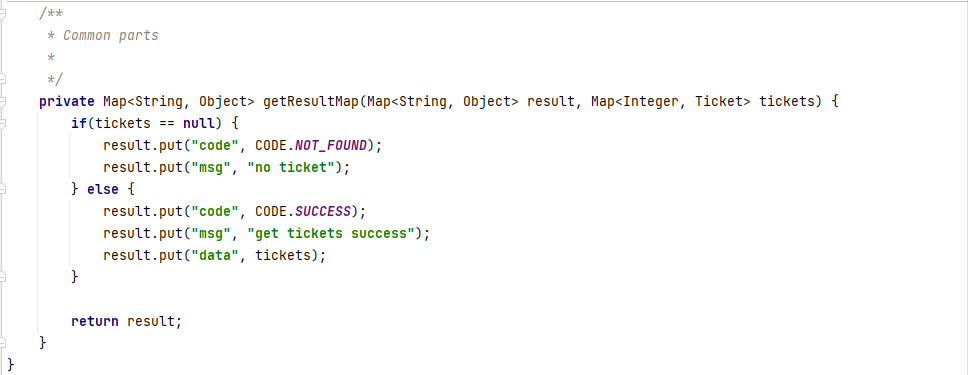 /**
 * Common parts
 *
 */
private Map<String, Object> getResultMap(Map<String, Object> result, Map<Integer, Ticket> tickets) {
    if(tickets == null) {
        result.put("code", CODE.NOT_FOUND);
        result.put("msg", "no ticket");
    } else {
        result.put("code", CODE.SUCCESS);
        result.put("msg", "get tickets success");
        result.put("data", tickets);
    }

    return result;
}
}